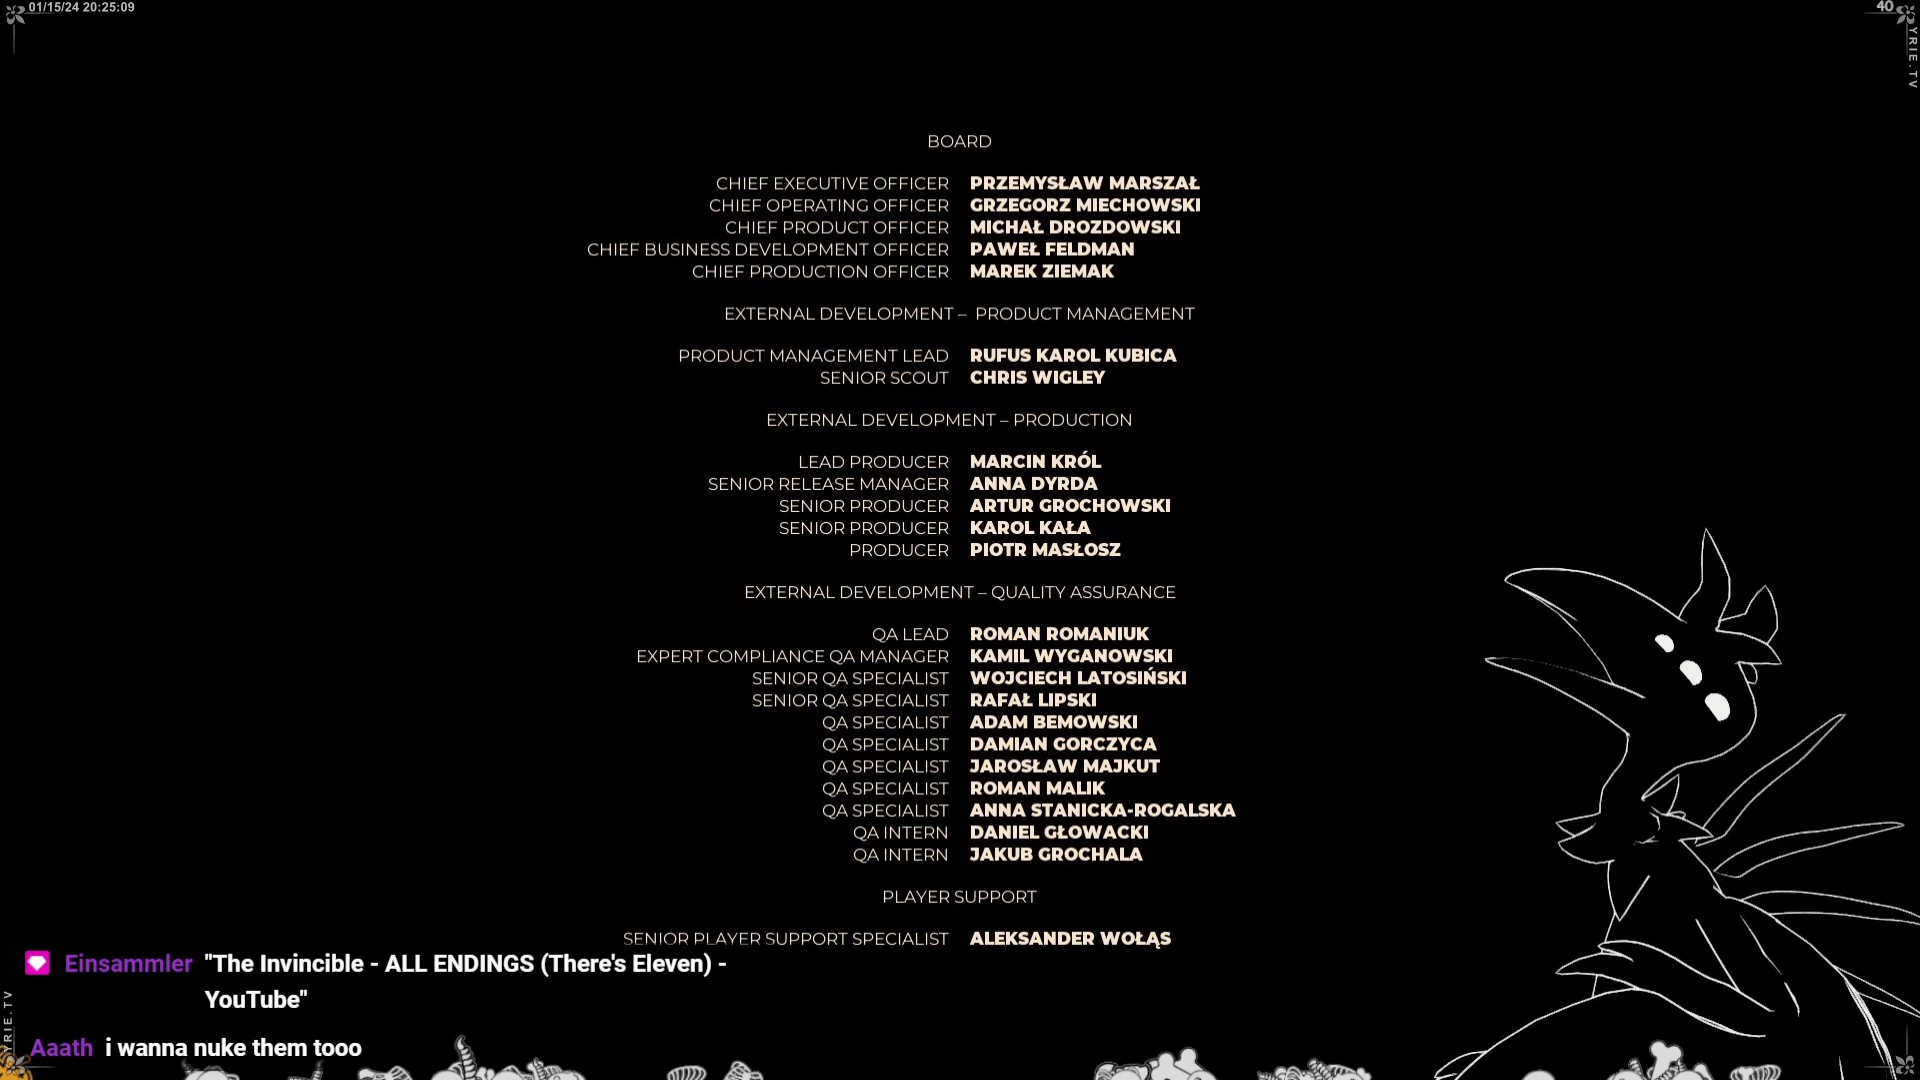 01/15/24 20:25:09
40
YRIE.TV
BOARD
CHIEF EXECUTIVE OFFICER PRZEMYSŁAW MARSZAŁ
CHIEF OPERATING OFFICER GRZEGORZ MIECHOWSKI
CHIEF PRODUCT OFFICER MICHAŁ DROZDOWSKI
CHIEF BUSINESS DEVELOPMENT OFFICER PAWEŁ FELDMAN
CHIEF PRODUCTION OFFICER MAREK ZIEMAK
EXTERNAL DEVELOPMENT – PRODUCT MANAGEMENT
PRODUCT MANAGEMENT LEAD RUFUS KAROL KUBICA
SENIOR SCOUT CHRIS WIGLEY
EXTERNAL DEVELOPMENT – PRODUCTION
LEAD PRODUCER MARCIN KRÓL
SENIOR RELEASE MANAGER ANNA DYRDA
SENIOR PRODUCER ARTUR GROCHOWSKI
SENIOR PRODUCER KAROL KAŁA
PRODUCER PIOTR MASŁOSZ
EXTERNAL DEVELOPMENT – QUALITY ASSURANCE
QA LEAD ROMAN ROMANIUK
EXPERT COMPLIANCE QA MANAGER KAMIL WYGANOWSKI
SENIOR QA SPECIALIST WOJCIECH LATOSIŃSKI
SENIOR QA SPECIALIST RAFAŁ LIPSKI
QA SPECIALIST ADAM BEMOWSKI
QA SPECIALIST DAMIAN GORCZYCA
QA SPECIALIST JAROSŁAW MAJKUT
QA SPECIALIST ROMAN MALIK
QA SPECIALIST ANNA STANICKA-ROGALSKA
QA INTERN DANIEL GŁOWACKI
QA INTERN JAKUB GROCHALA
PLAYER SUPPORT
SENIOR PLAYER SUPPORT SPECIALIST ALEKSANDER WOŁĄS
Einsammler "The Invincible - ALL ENDINGS (There's Eleven) -
YouTube"
Aaath i wanna nuke them tooo
YRIE.TV